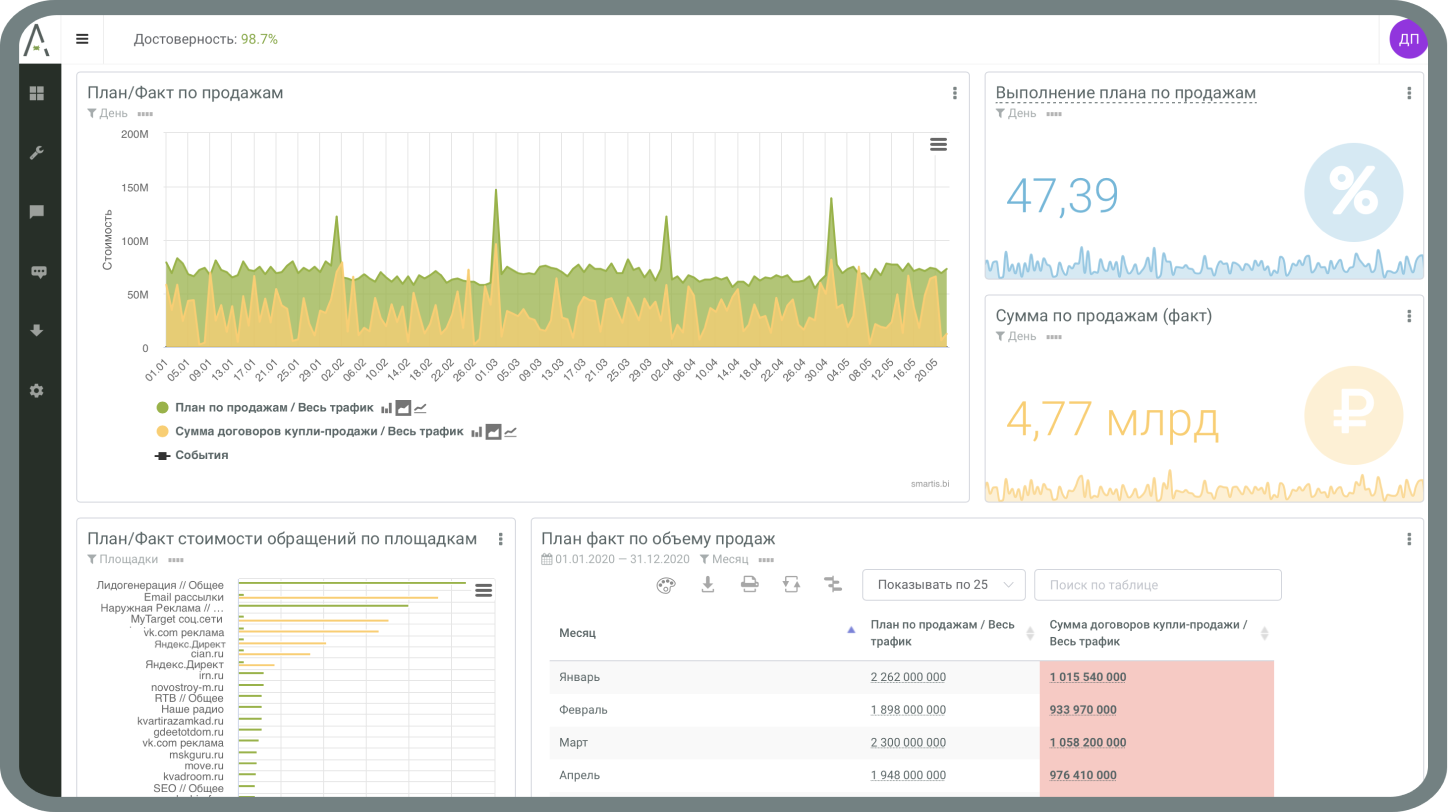 Достоверность: 98.7%
ДП
План/Факт по продажам
День
200M
150M
100M
50M
0
Стоимость
01.01 05.01 09.01 13.01 17.01 21.01 25.01 29.01 02.02 06.02 10.02 14.02 18.02 22.02 26.02 01.03 05.03 09.03 13.03 17.03 21.03 25.03 29.03 02.04 06.04 10.04 14.04 18.04 22.04 26.04 30.04 04.05 08.05 12.05 16.05 20.05
План по продажам / Весь трафик
Сумма договоров купли-продажи / Весь трафик
События
smartis.bi
Выполнение плана по продажам
День
47,39
%
Сумма по продажам (факт)
День
4,77 млрд
₽
План/Факт стоимости обращений по площадкам
Площадки
Лидогенерация // Общее
Email рассылки
Наружная Реклама // ...
MyTarget соц.сети
vk.com реклама
Яндекс.Директ
cian.ru
Яндекс.Директ
irn.ru
novostroy-m.ru
RTB // Общее
Наше радио
kvartirazamkad.ru
gdeetotdom.ru
vk.com реклама
mskguru.ru
move.ru
kvadroom.ru
SEO // Общее
План факт по объему продаж
01.01.2020 — 31.12.2020 Месяц
Показывать по 25
Поиск по таблице
Месяц
План по продажам / Весь
трафик
Сумма договоров купли-продажи /
Весь трафик
Январь 2 262 000 000 1 015 540 000
Февраль 1 898 000 000 933 970 000
Март 2 300 000 000 1 058 200 000
Апрель 1 948 000 000 976 410 000